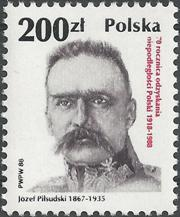 200zł Polska
70 rocznica odzyskania
niepodległości Polski 1918-1988
PWPW 88
Józef Piłsudski 1867-1935